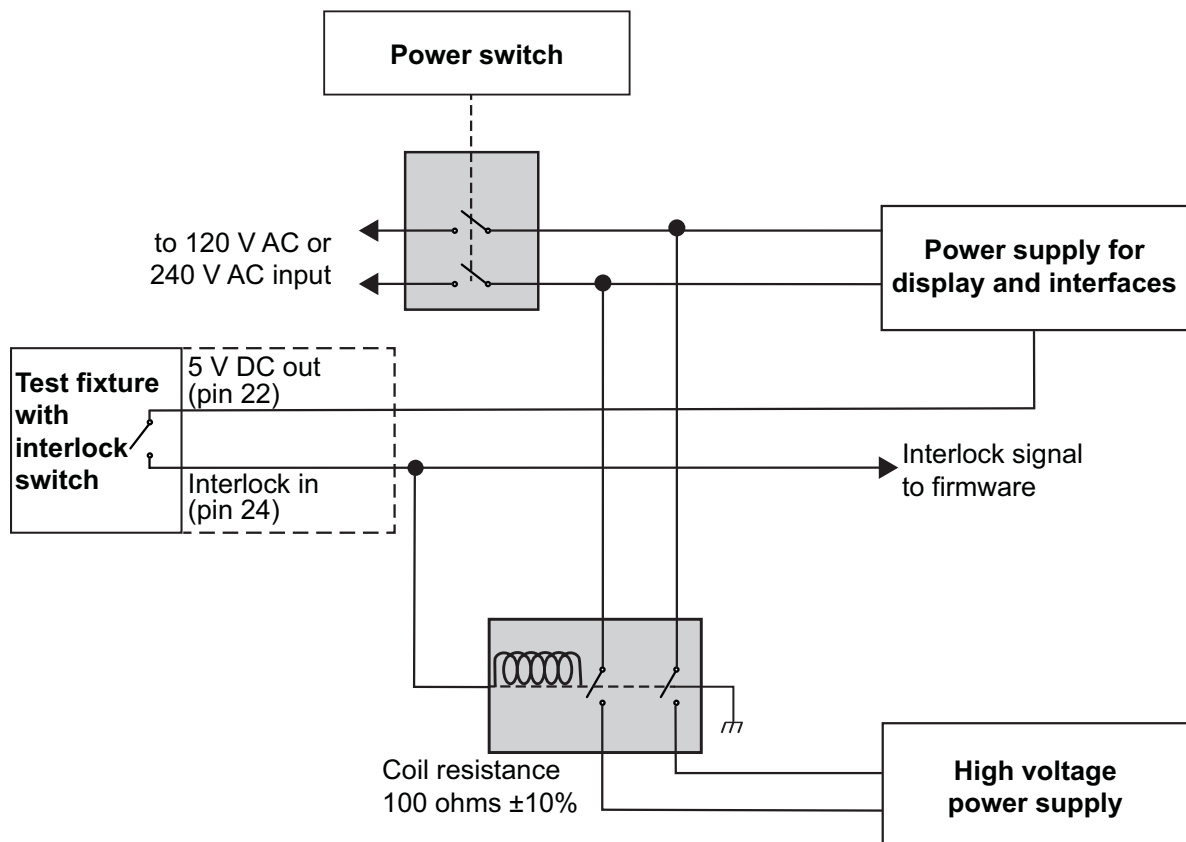 Power switch
to 120 V AC or
240 V AC input
Power supply for
display and interfaces
Test fixture
with
interlock
switch
5 V DC out
(pin 22)
Interlock in
(pin 24)
Interlock signal
to firmware
Coil resistance
100 ohms ±10%
High voltage
power supply